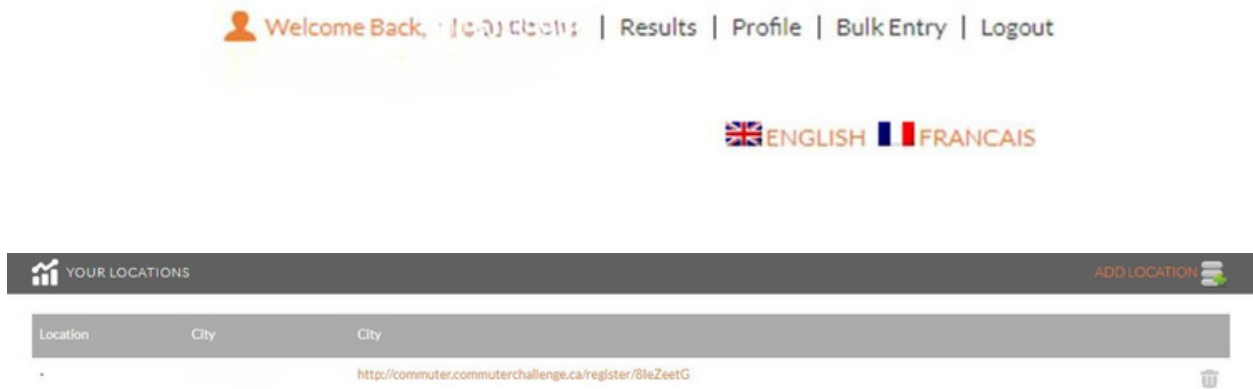 Welcome Back, | Results | Profile | Bulk Entry | Logout
ENGLISH FRANCAIS
YOUR LOCATIONS ADD LOCATION
Location City City
http://commuter.commuterchallenge.ca/register/8IeZeetG